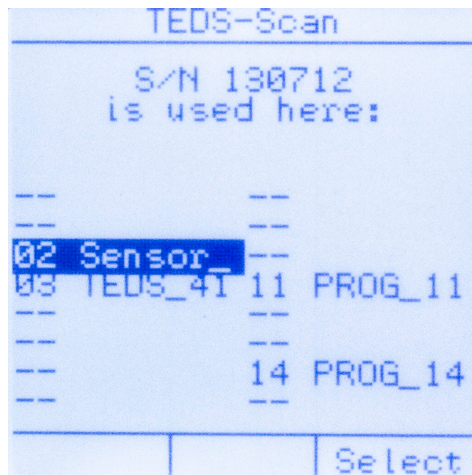 TEDS-Scan
S/N 130712
is used here:
-- --
-- --
02 Sensor_ --
03 TEDS_41 11 PROG_11
-- --
-- 14 PROG_14
-- --
Select